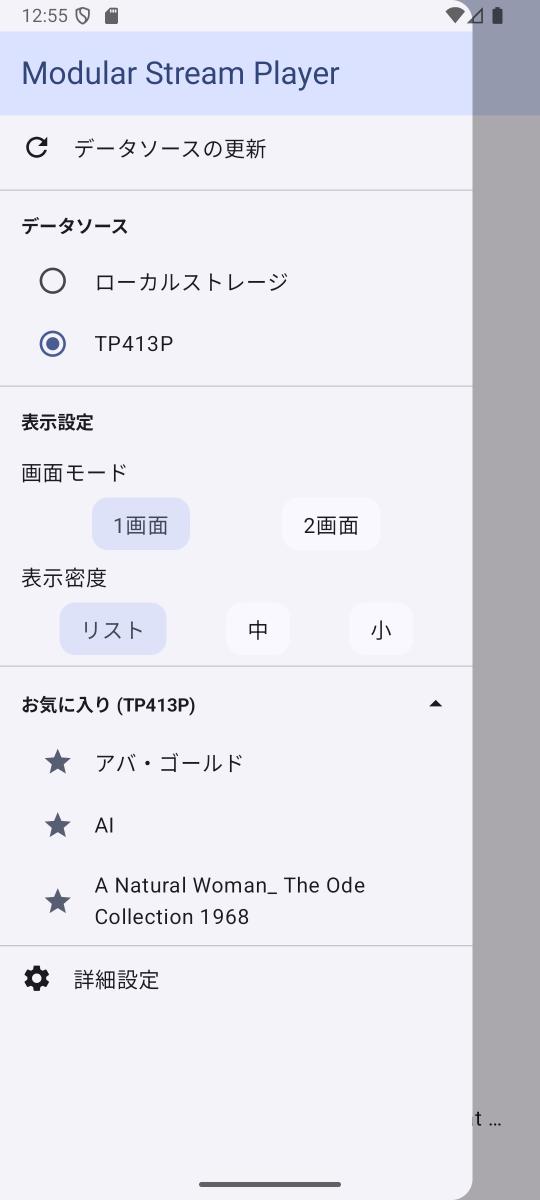 12:55
Modular Stream Player
データソースの更新
データソース
ローカルストレージ
TP413P
表示設定
画面モード
1画面
2画面
表示密度
リスト
中
小
お気に入り (TP413P)
アバ・ゴールド
AI
A Natural Woman_ The Ode
Collection 1968
詳細設定
t ...